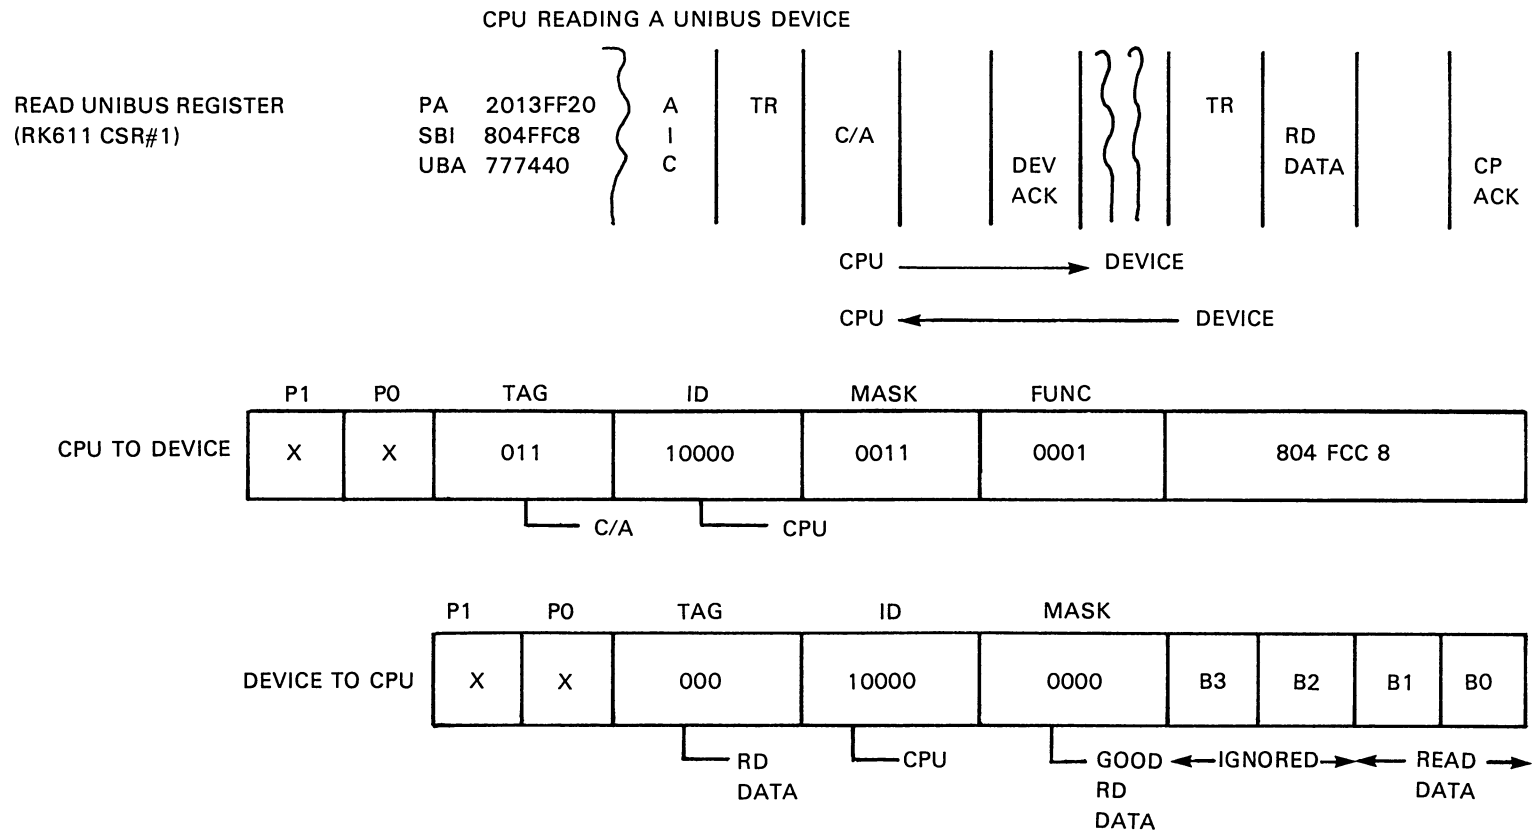 CPU READING A UNIBUS DEVICE
READ UNIBUS REGISTER
(RK611 CSR#1)
PA 2013FF20
SBI 804FFC8
UBA 777440
A
I
C
TR
C/A
DEV
ACK
TR
RD
DATA
CP
ACK
CPU DEVICE
CPU DEVICE
P1 P0 TAG ID MASK FUNC
CPU TO DEVICE X X 011 10000 0011 0001 804 FCC 8
C/A CPU
P1 P0 TAG ID MASK
DEVICE TO CPU X X 000 10000 0000 B3 B2 B1 B0
RD
DATA
CPU
GOOD
RD
DATA
IGNORED
READ
DATA